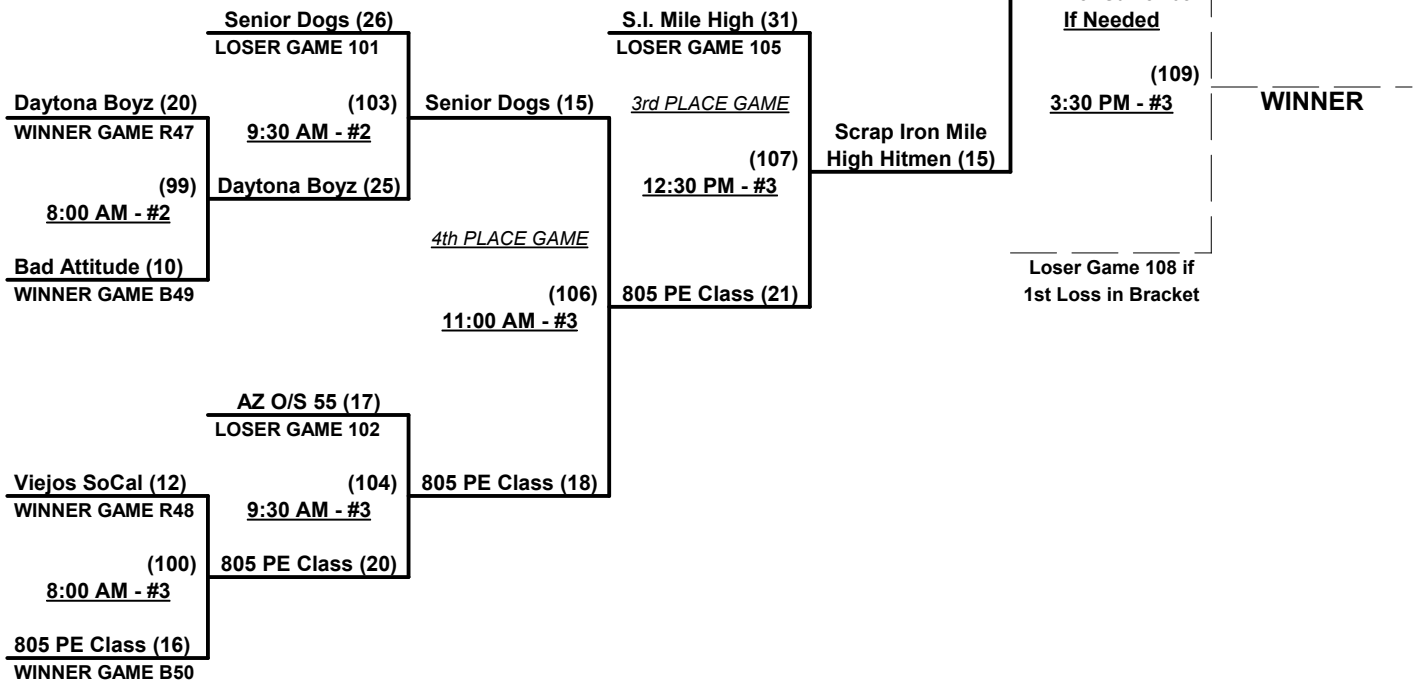 Senior Dogs (26)
LOSER GAME 101
S.I. Mile High (31)
LOSER GAME 105
If Needed
Daytona Boyz (20)
WINNER GAME R47
(103)
9:30 AM - #2
Senior Dogs (15)
3rd PLACE GAME
(109)
3:30 PM - #3
WINNER
Scrap Iron Mile
High Hitmen (15)
(107)
12:30 PM - #3
(99)
8:00 AM - #2
Daytona Boyz (25)
4th PLACE GAME
Bad Attitude (10)
WINNER GAME B49
(106)
11:00 AM - #3
805 PE Class (21)
Loser Game 108 if
1st Loss in Bracket
AZ O/S 55 (17)
LOSER GAME 102
Viejos SoCal (12)
WINNER GAME R48
(104)
9:30 AM - #3
805 PE Class (18)
(100)
8:00 AM - #3
805 PE Class (20)
805 PE Class (16)
WINNER GAME B50